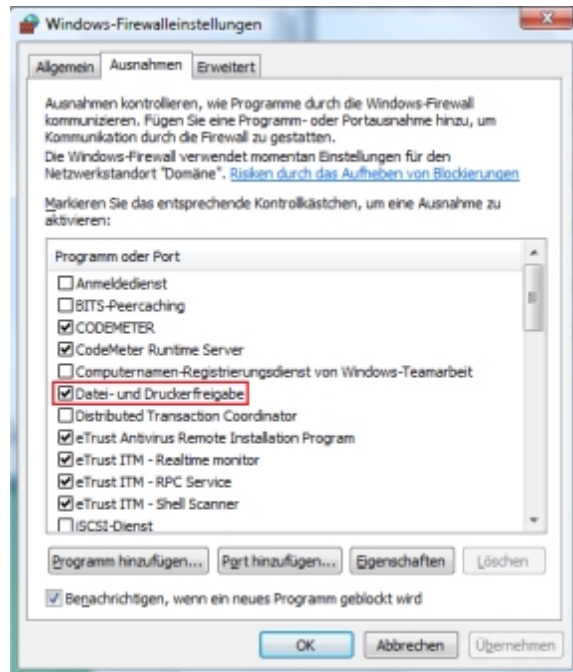 Windows-Firewalleinstellungen
Allgemein Ausnahmen Erweitert
Ausnahmen kontrollieren, wie Programme durch die Windows-Firewall
kommunizieren. Fügen Sie eine Programm- oder Portausnahme hinzu, um
Kommunikation durch die Firewall zu gestatten.
Die Windows-Firewall verwendet momentan Einstellungen für den
Netzwerkstandort "Domäne". Risiken durch das Aufheben von Blockierungen
Markieren Sie das entsprechende Kontrollkästchen, um eine Ausnahme zu
aktivieren:
Programm oder Port
Anmeldedienst
BITS-Peercaching
CODEMETER
CodeMeter Runtime Server
Computernamen-Registrierungsdienst von Windows-Teamarbeit
Datei- und Druckerfreigabe
Distributed Transaction Coordinator
eTrust Antivirus Remote Installation Program
eTrust ITM - Realtime monitor
eTrust ITM - RPC Service
eTrust ITM - Shell Scanner
iSCSI-Dienst
Programm hinzufügen... Port hinzufügen... Eigenschaften Löschen
Benachrichtigen, wenn ein neues Programm geblockt wird
OK Abbrechen Übernehmen